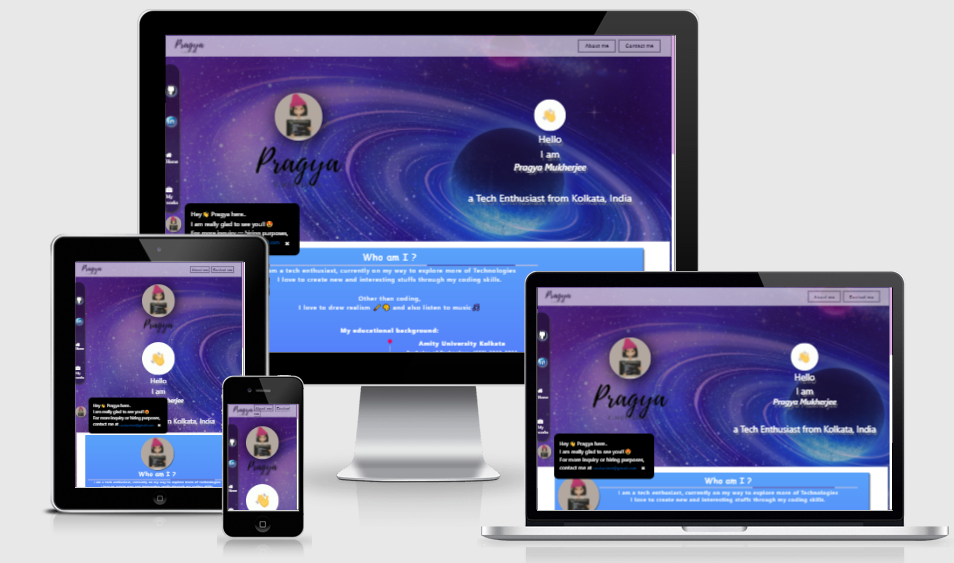 Pragya
About me
Contact me
Pragya
Hello
I am
Pragya Mukherjee
a Tech Enthusiast from Kolkata, India
Home
My
works
Hey 👋 Pragya here..
I am really glad to see you!!🤩
For more inquiry or hiring purposes,
Who am I ?
am a tech enthusiast, currently on my way to explore more of Technologies
I love to create new and interesting stuffs through my coding skills.
Other than coding,
I love to draw realism and also listen to music
My educational background:
Amity University Kolkata
Pragya
About me
Contact me
Pragya
Hello
I am
Kolkata, India
Hey 👋 Pragya here..
I am really glad to see you!!🤩
For more inquiry or hiring purposes,
contact me at
Who am I ?
Pragya
About me
Contact
me
Pragya
Pragya
About me
Contact me
Pragya
Hello
I am
Pragya Mukherjee
a Tech Enthusiast from Kolkata, India
Home
My
works
Hey 👋 Pragya here..
I am really glad to see you!!🤩
For more inquiry or hiring purposes,
contact me at
Who am I ?
I am a tech enthusiast, currently on my way to explore more of Technologies
I love to create new and interesting stuffs through my coding skills.